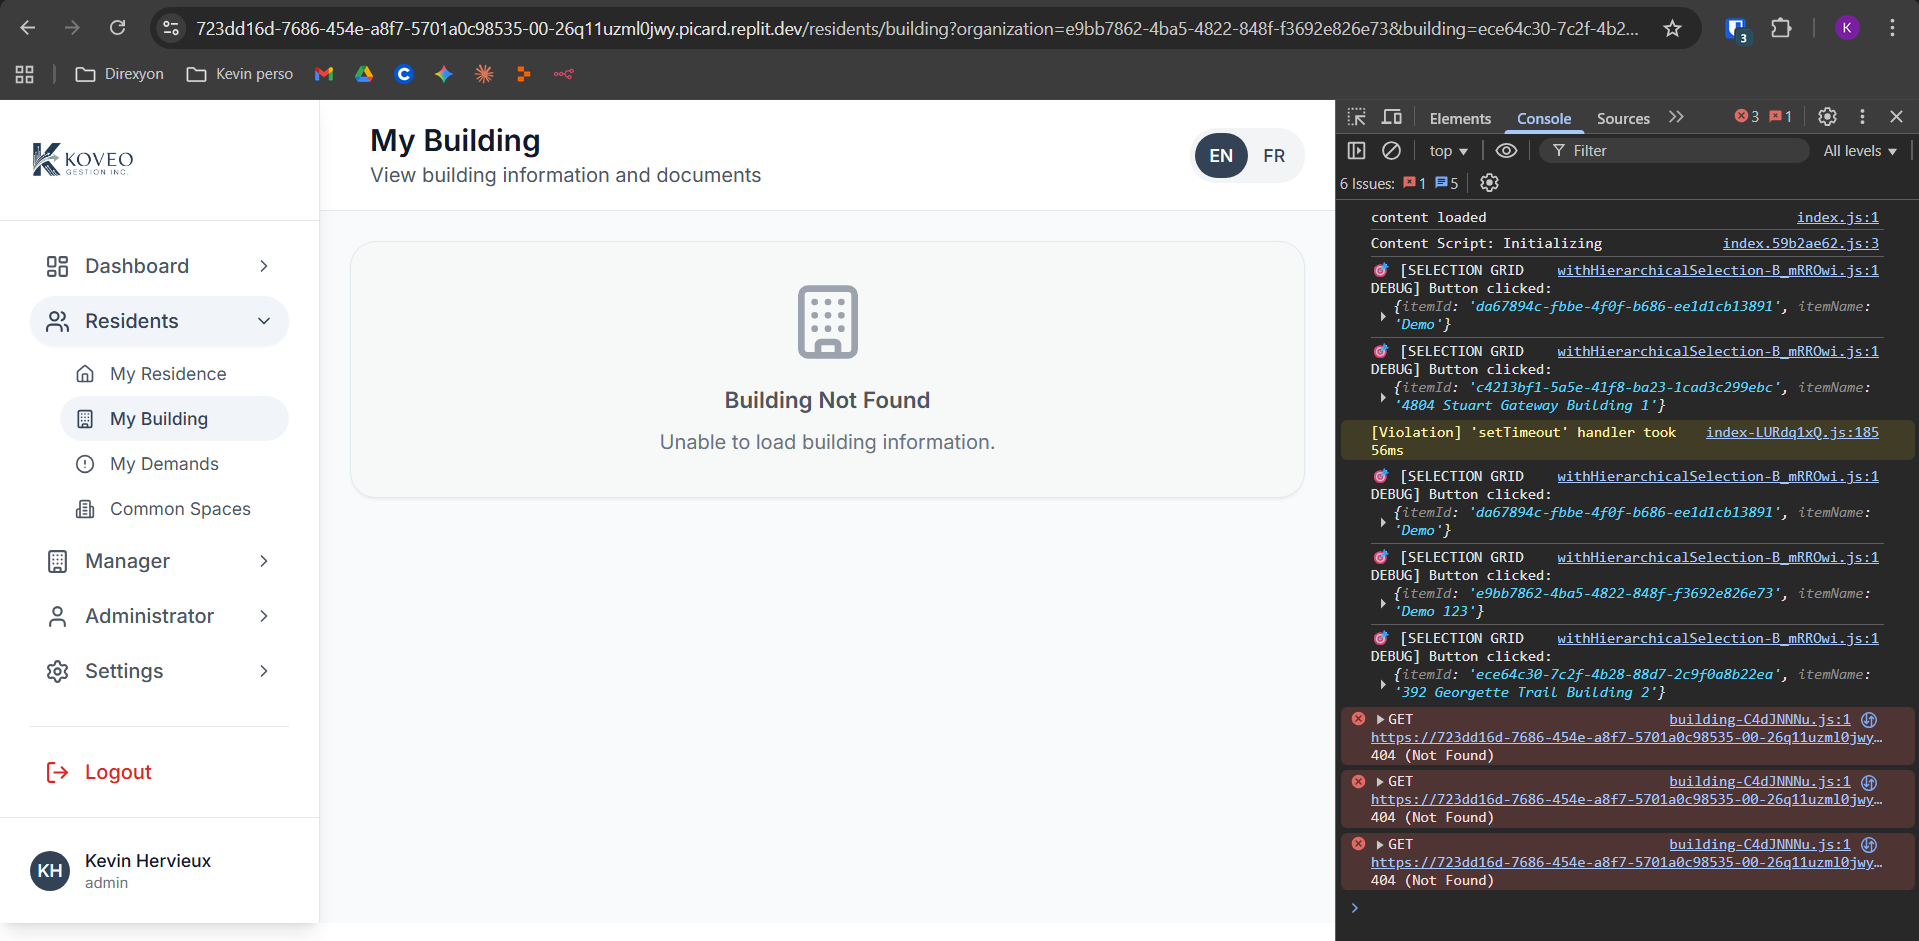 723dd16d-7686-454e-a8f7-5701a0c98535-00-26q11uzml0jwy.picard.replit.dev/residents/building?organization=e9bb7862-4ba5-4822-848f-f3692e826e73&building=ece64c30-7c2f-4b2...
3
K
Direxyon
Kevin perso
KOVEO
GESTION INC.
Dashboard
Residents
My Residence
My Building
My Demands
Common Spaces
Manager
Administrator
Settings
Logout
KH
Kevin Hervieux
admin
My Building
View building information and documents
EN
FR
Building Not Found
Unable to load building information.
Elements
Console
Sources
3
1
top
Filter
All levels
6 Issues:
1
5
content loaded index.js:1
Content Script: Initializing index.59b2ae62.js:3
🎯 [SELECTION GRID withHierarchicalSelection-B_mRROwi.js:1
DEBUG] Button clicked:
{itemId: 'da67894c-fbbe-4f0f-b686-ee1d1cb13891', itemName:
'Demo'}
🎯 [SELECTION GRID withHierarchicalSelection-B_mRROwi.js:1
DEBUG] Button clicked:
{itemId: 'c4213bf1-5a5e-41f8-ba23-1cad3c299ebc', itemName:
'4804 Stuart Gateway Building 1'}
[Violation] 'setTimeout' handler took index-LURdq1xQ.js:185
56ms
🎯 [SELECTION GRID withHierarchicalSelection-B_mRROwi.js:1
DEBUG] Button clicked:
{itemId: 'da67894c-fbbe-4f0f-b686-ee1d1cb13891', itemName:
'Demo'}
🎯 [SELECTION GRID withHierarchicalSelection-B_mRROwi.js:1
DEBUG] Button clicked:
{itemId: 'e9bb7862-4ba5-4822-848f-f3692e826e73', itemName:
'Demo 123'}
🎯 [SELECTION GRID withHierarchicalSelection-B_mRROwi.js:1
DEBUG] Button clicked:
{itemId: 'ece64c30-7c2f-4b28-88d7-2c9f0a8b22ea', itemName:
'392 Georgette Trail Building 2'}
GET building-C4dJNNNu.js:1
https://723dd16d-7686-454e-a8f7-5701a0c98535-00-26q11uzml0jwy…
404 (Not Found)
GET building-C4dJNNNu.js:1
https://723dd16d-7686-454e-a8f7-5701a0c98535-00-26q11uzml0jwy…
404 (Not Found)
GET building-C4dJNNNu.js:1
https://723dd16d-7686-454e-a8f7-5701a0c98535-00-26q11uzml0jwy…
404 (Not Found)